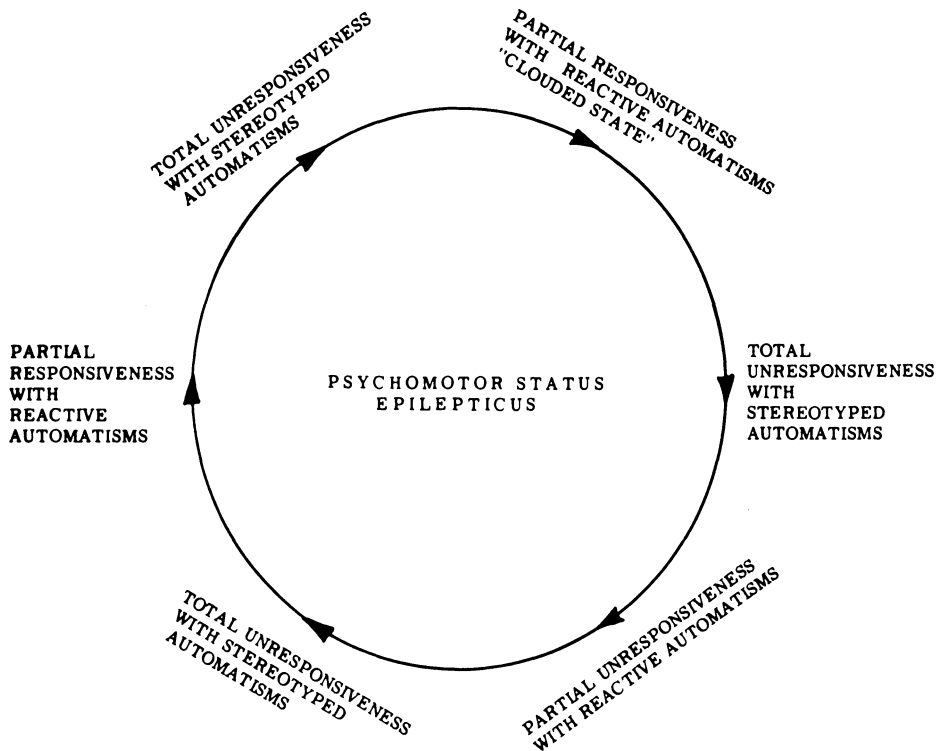 TOTAL UNRESPONSIVENESS
WITH STEREOTYPED
AUTOMATISMS
PARTIAL RESPONSIVENESS
WITH REACTIVE AUTOMATISMS
"CLOUDED STATE"
PARTIAL
RESPONSIVENESS
WITH
REACTIVE
AUTOMATISMS
PSYCHOMOTOR STATUS
EPILEPTICUS
TOTAL
UNRESPONSIVENESS
WITH
STEREOTYPED
AUTOMATISMS
TOTAL UNRESPONSIVENESS
WITH STEREOTYPED
AUTOMATISMS
PARTIAL UNRESPONSIVENESS
WITH REACTIVE AUTOMATISMS